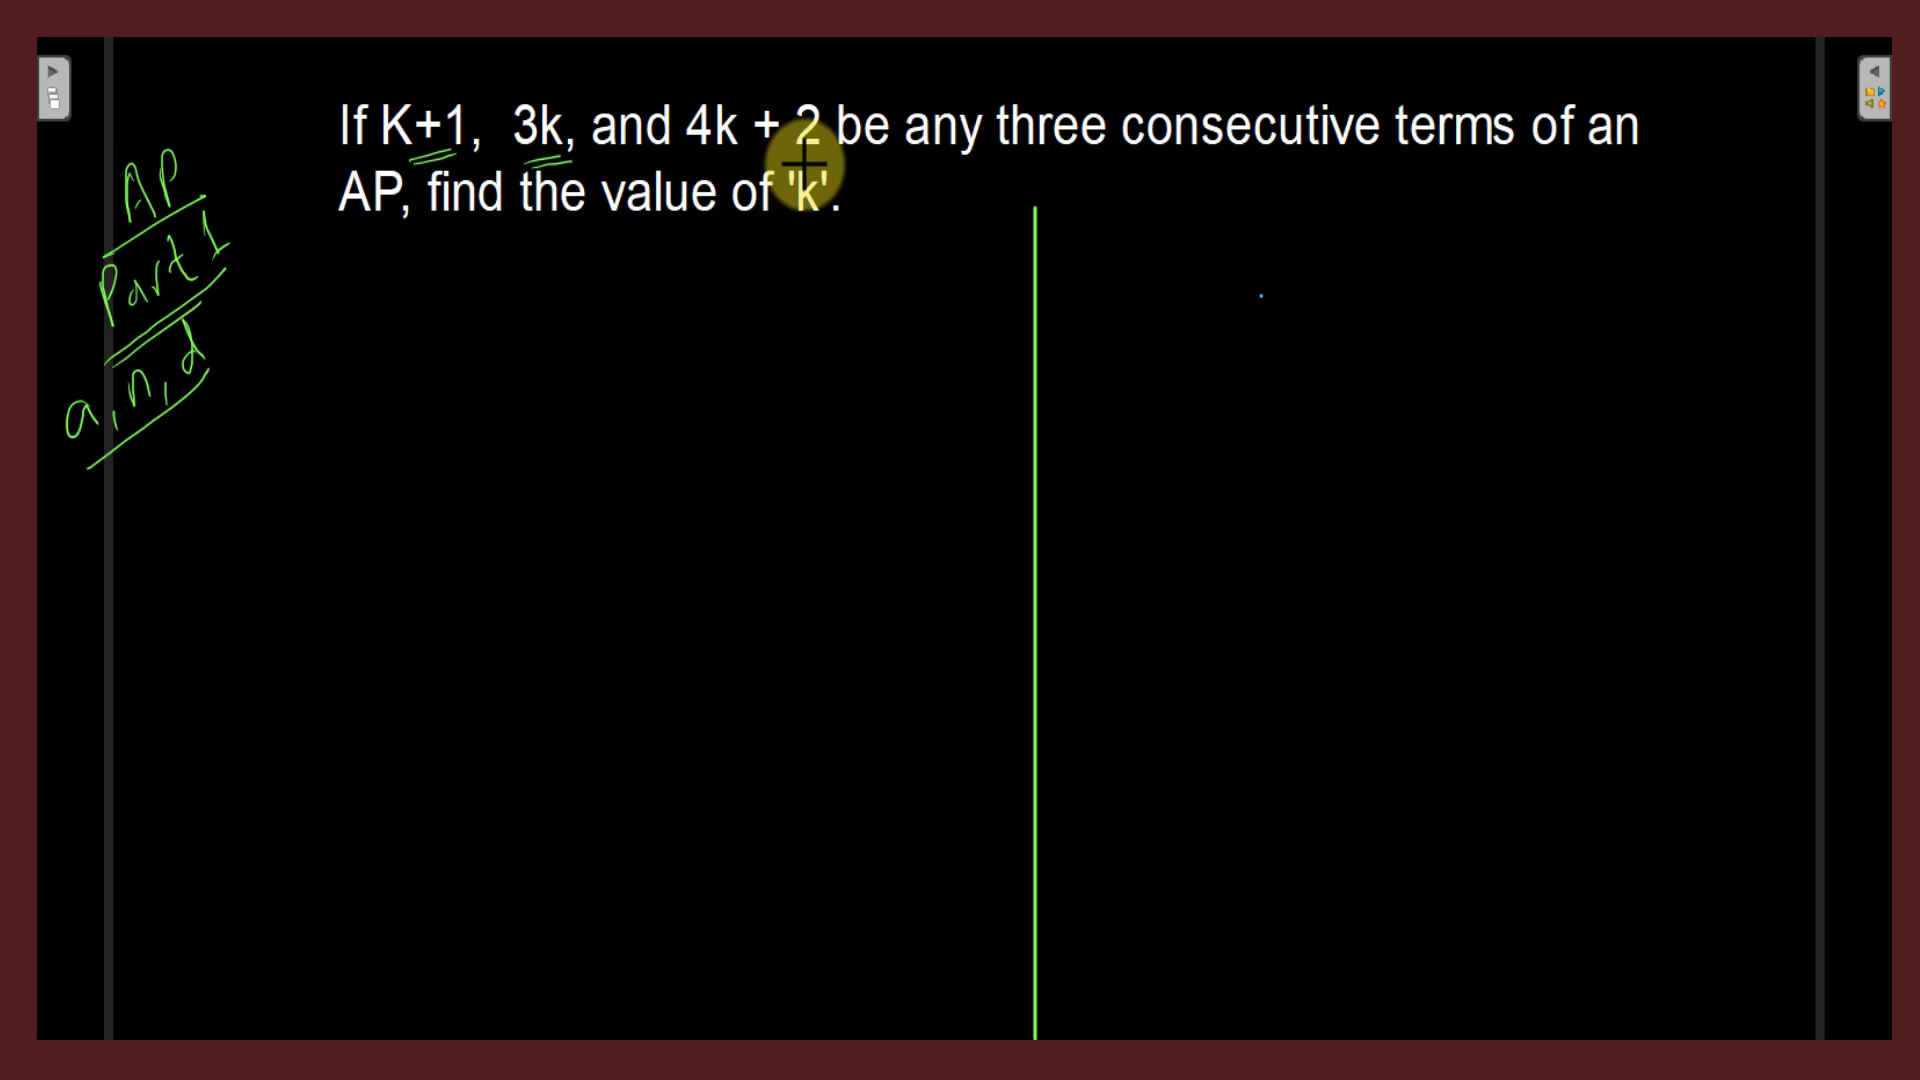 If K+1, 3k, and 4k + 2 be any three consecutive terms of an
AP, find the value of 'k'.
AP
Part 1
a, n, d